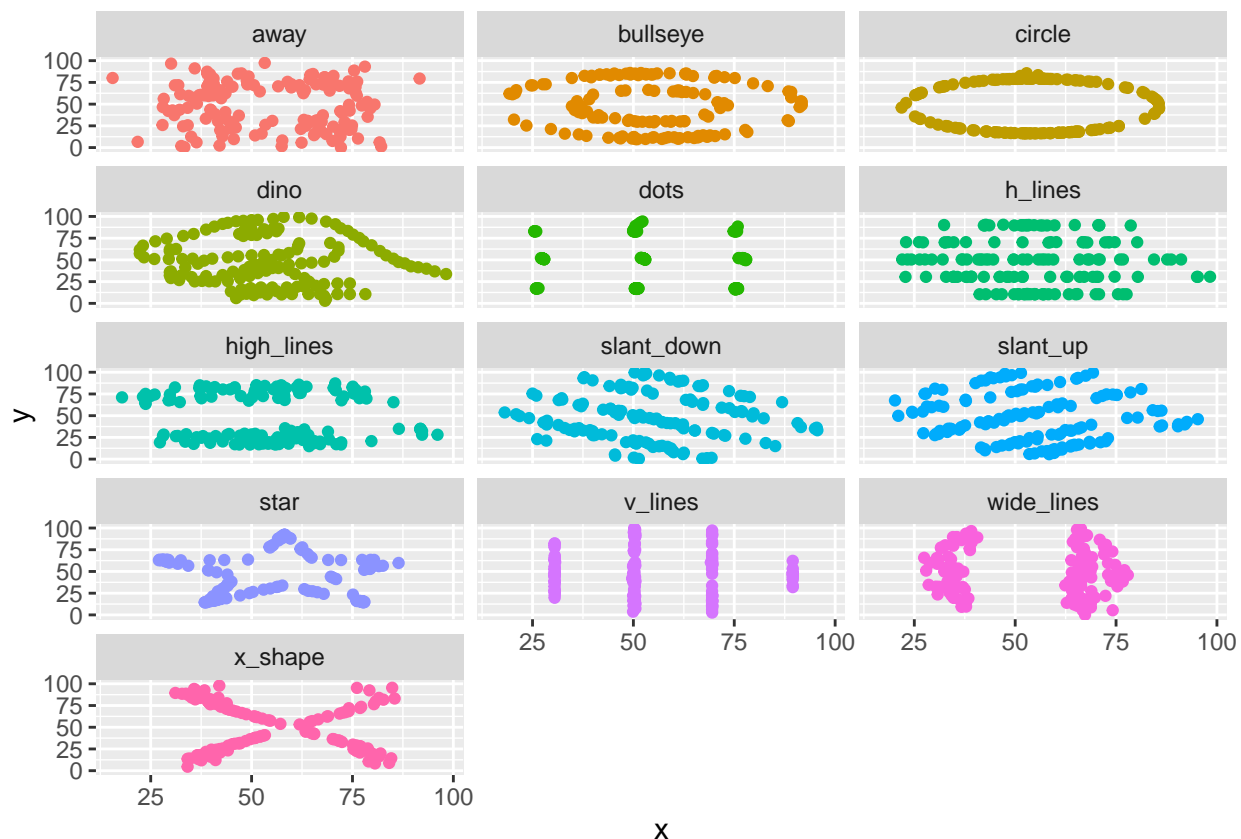 away bullseye circle
100
75
50
25
0
dino dots h_lines
100
75
50
25
0
high_lines slant_down slant_up
100
75
50
25
0
y
star v_lines wide_lines
100
75
50
25
0
25 50 75 100 25 50 75 100
x_shape
100
75
50
25
0
25 50 75 100
x